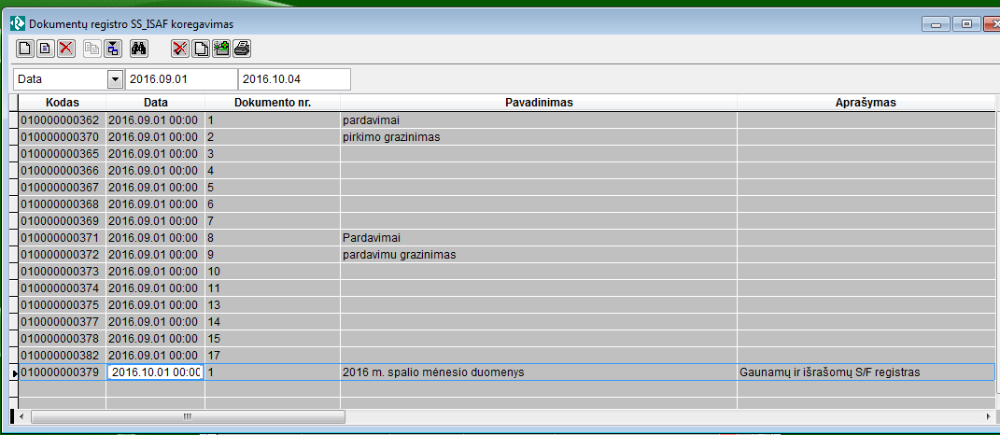 Dokumentų registro SS_ISAF koregavimas
Data 2016.09.01 2016.10.04
Kodas Data Dokumento nr. Pavadinimas Aprašymas
010000000362 2016.09.01 00:00 1 pardavimai
010000000370 2016.09.01 00:00 2 pirkimo grazinimas
010000000365 2016.09.01 00:00 3
010000000366 2016.09.01 00:00 4
010000000367 2016.09.01 00:00 5
010000000368 2016.09.01 00:00 6
010000000369 2016.09.01 00:00 7
010000000371 2016.09.01 00:00 8 Pardavimai
010000000372 2016.09.01 00:00 9 pardavimu grazinimas
010000000373 2016.09.01 00:00 10
010000000374 2016.09.01 00:00 11
010000000375 2016.09.01 00:00 13
010000000377 2016.09.01 00:00 14
010000000378 2016.09.01 00:00 15
010000000382 2016.09.01 00:00 17
010000000379 2016.10.01 00:00 1 2016 m. spalio mėnesio duomenys Gaunamų ir išrašomų S/F registras